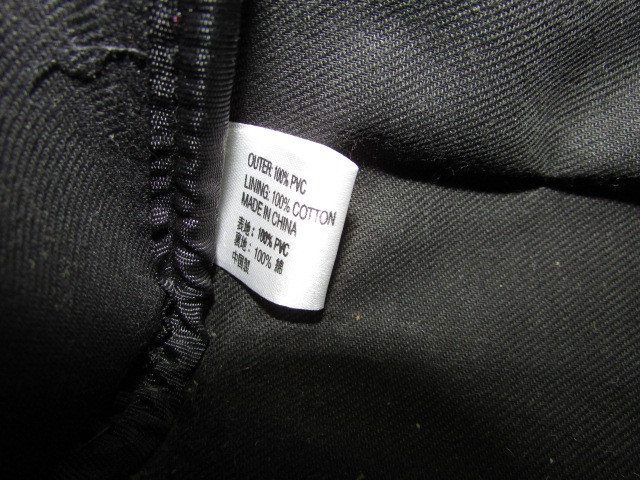 OUTER: 100% PVC
LINING: 100% COTTON
MADE IN CHINA
表地：100% PVC
裏地：100% 綿
中国製